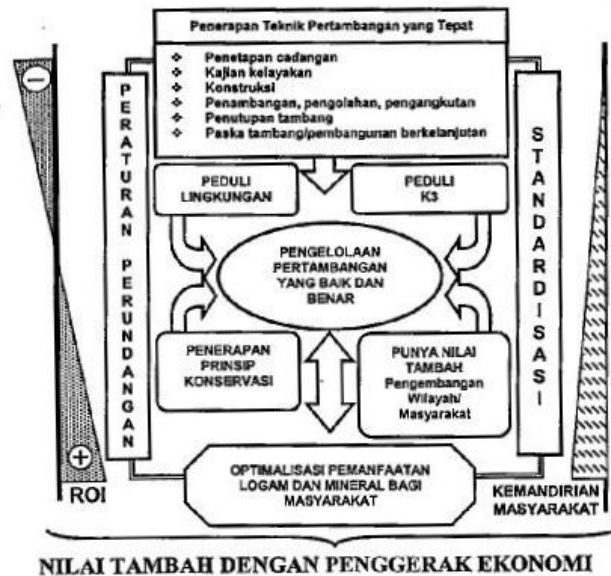 Penerapan Teknik Pertambangan yang Tepat
❖ Penetapan cadangan
❖ Kajian kelayakan
❖ Konstruksi
❖ Penambangan, pengolahan, pengangkutan
❖ Penutupan tambang
❖ Paska tambang/pembangunan berkelanjutan
−
PERATURAN PERUNDANGAN
STANDARDISASI
PEDULI
LINGKUNGAN
PEDULI
K3
PENGELOLAAN
PERTAMBANGAN
YANG BAIK DAN
BENAR
PENERAPAN
PRINSIP
KONSERVASI
PUNYA NILAI
TAMBAH
Pengembangan
Wilayah/
Masyarakat
+
ROI
OPTIMALISASI PEMANFAATAN
LOGAM DAN MINERAL BAGI
MASYARAKAT
KEMANDIRIAN
MASYARAKAT
NILAI TAMBAH DENGAN PENGGERAK EKONOMI